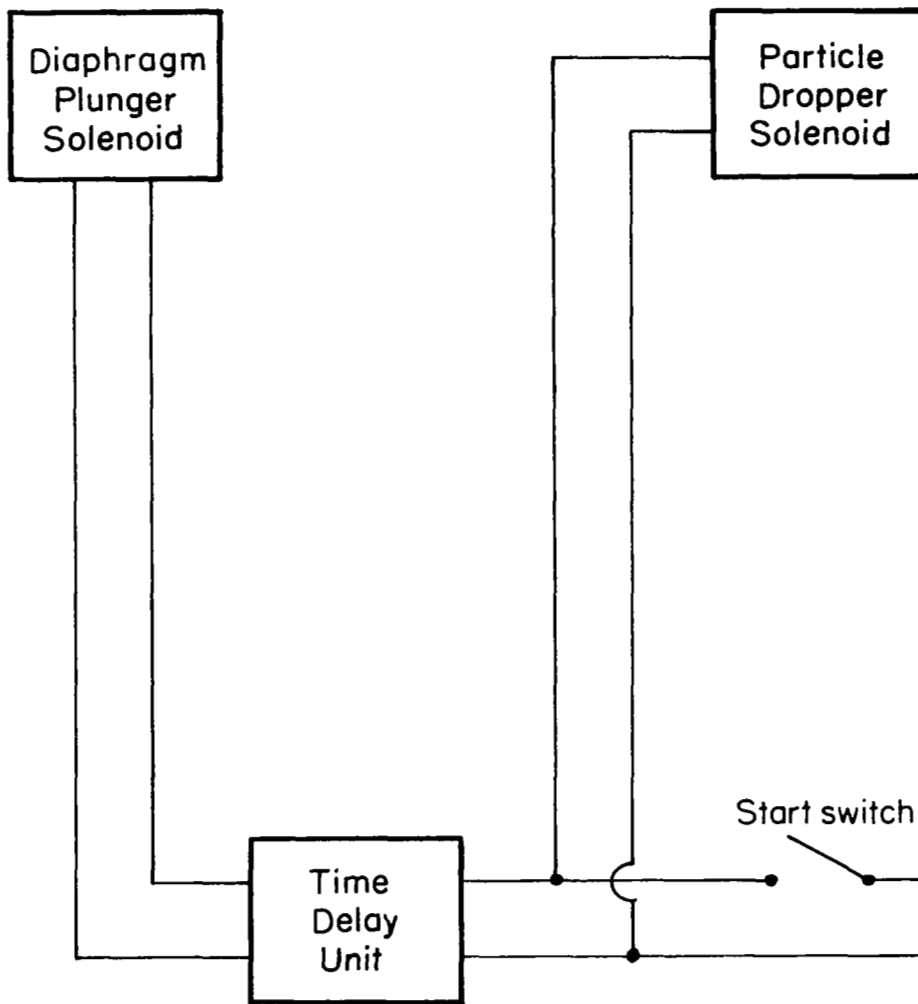 Diaphragm
Plunger
Solenoid
Particle
Dropper
Solenoid
Start switch
Time
Delay
Unit